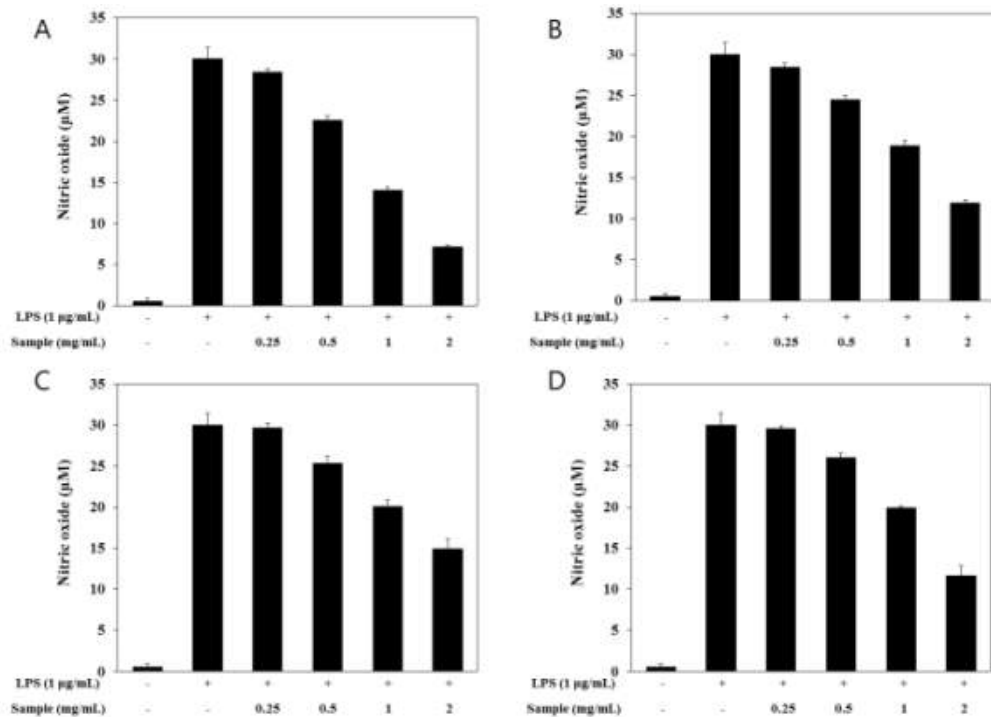 A
Nitric oxide (µM)
35
30
25
20
15
10
5
0
LPS (1 µg/mL) - + + + + +
Sample (mg/mL) - - 0.25 0.5 1 2
B
Nitric oxide (µM)
35
30
25
20
15
10
5
0
LPS (1 µg/mL) - + + + + +
Sample (mg/mL) - - 0.25 0.5 1 2
C
Nitric oxide (µM)
35
30
25
20
15
10
5
0
LPS (1 µg/mL) - + + + + +
Sample (mg/mL) - - 0.25 0.5 1 2
D
Nitric oxide (µM)
35
30
25
20
15
10
5
0
LPS (1 µg/mL) - + + + + +
Sample (mg/mL) - - 0.25 0.5 1 2